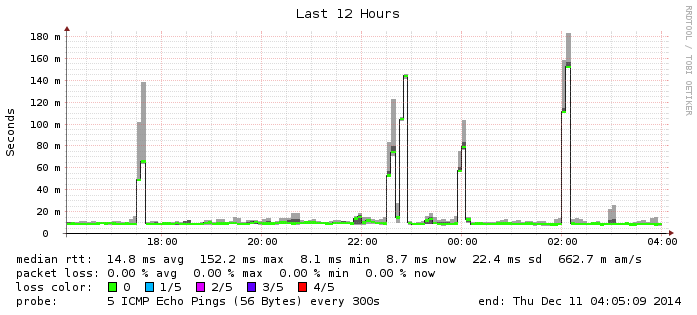 Last 12 Hours
RRDTOOL / TOBI OETIKER
Seconds
180 m
160 m
140 m
120 m
100 m
80 m
60 m
40 m
20 m
0
18:00 20:00 22:00 00:00 02:00 04:00
median rtt: 14.8 ms avg 152.2 ms max 8.1 ms min 8.7 ms now 22.4 ms sd 662.7 m am/s
packet loss: 0.00 % avg 0.00 % max 0.00 % min 0.00 % now
loss color: 0 1/5 2/5 3/5 4/5
probe: 5 ICMP Echo Pings (56 Bytes) every 300s end: Thu Dec 11 04:05:09 2014